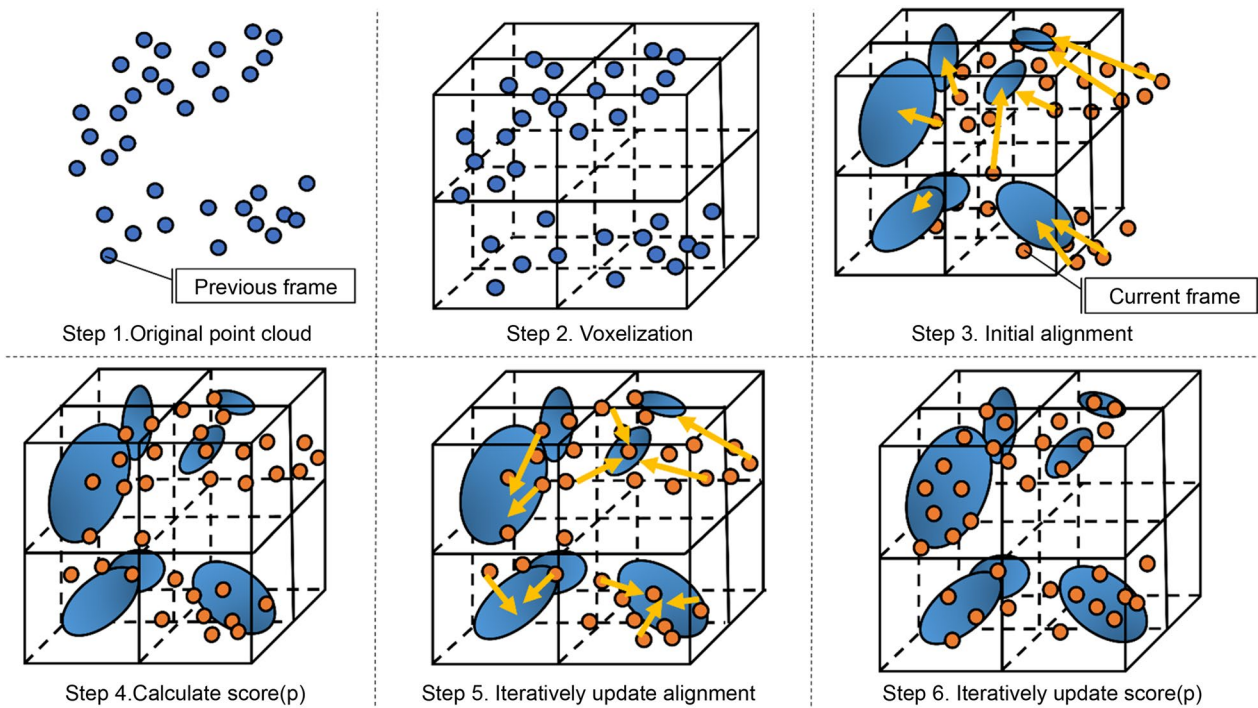 Previous frame
Step 1.Original point cloud
Step 2. Voxelization
Current frame
Step 3. Initial alignment
Step 4.Calculate score(p)
Step 5. Iteratively update alignment
Step 6. Iteratively update score(p)